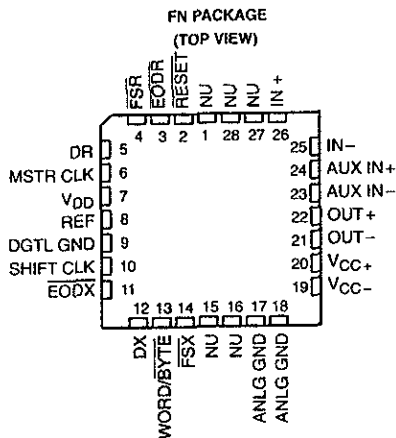 FN PACKAGE
(TOP VIEW)
FSR
EODR
RESET
NU
NU
NU
IN +
4 3 2 1 28 27 26
DR 5
MSTR CLK 6
VDD 7
REF 8
DGTL GND 9
SHIFT CLK 10
EODX 11
25 IN−
24 AUX IN+
23 AUX IN−
22 OUT+
21 OUT−
20 VCC+
19 VCC−
12 13 14 15 16 17 18
DX
WORD/BYTE
FSX
NU
NU
ANLG GND
ANLG GND